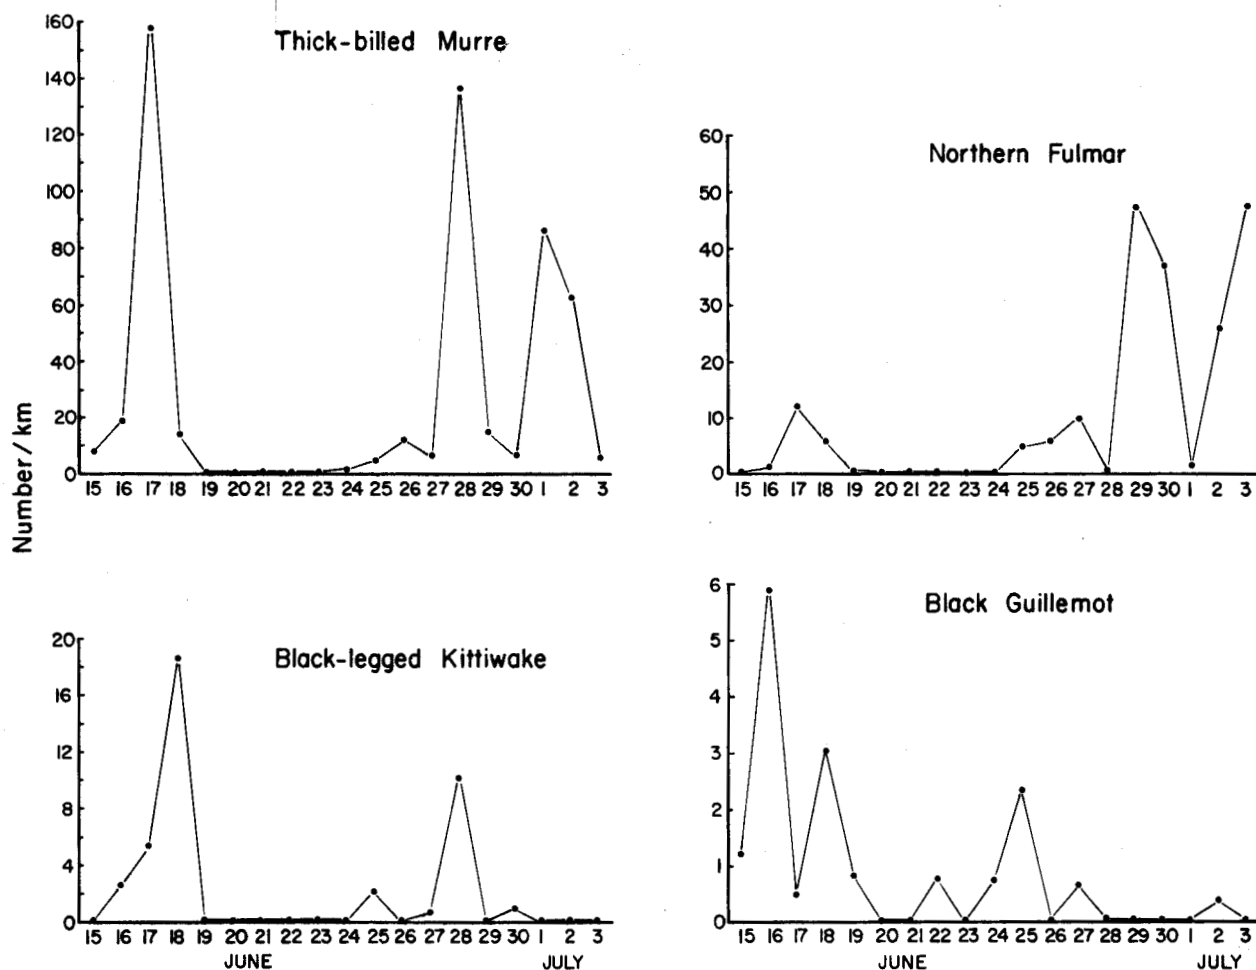 Thick-billed Murre
160
140
120
100
80
60
40
20
0
15 16 17 18 19 20 21 22 23 24 25 26 27 28 29 30 1 2 3
Number/km
Northern Fulmar
60
50
40
30
20
10
0
15 16 17 18 19 20 21 22 23 24 25 26 27 28 29 30 1 2 3
Black-legged Kittiwake
20
16
12
8
4
0
15 16 17 18 19 20 21 22 23 24 25 26 27 28 29 30 1 2 3
JUNE JULY
Black Guillemot
6
5
4
3
2
1
0
15 16 17 18 19 20 21 22 23 24 25 26 27 28 29 30 1 2 3
JUNE JULY